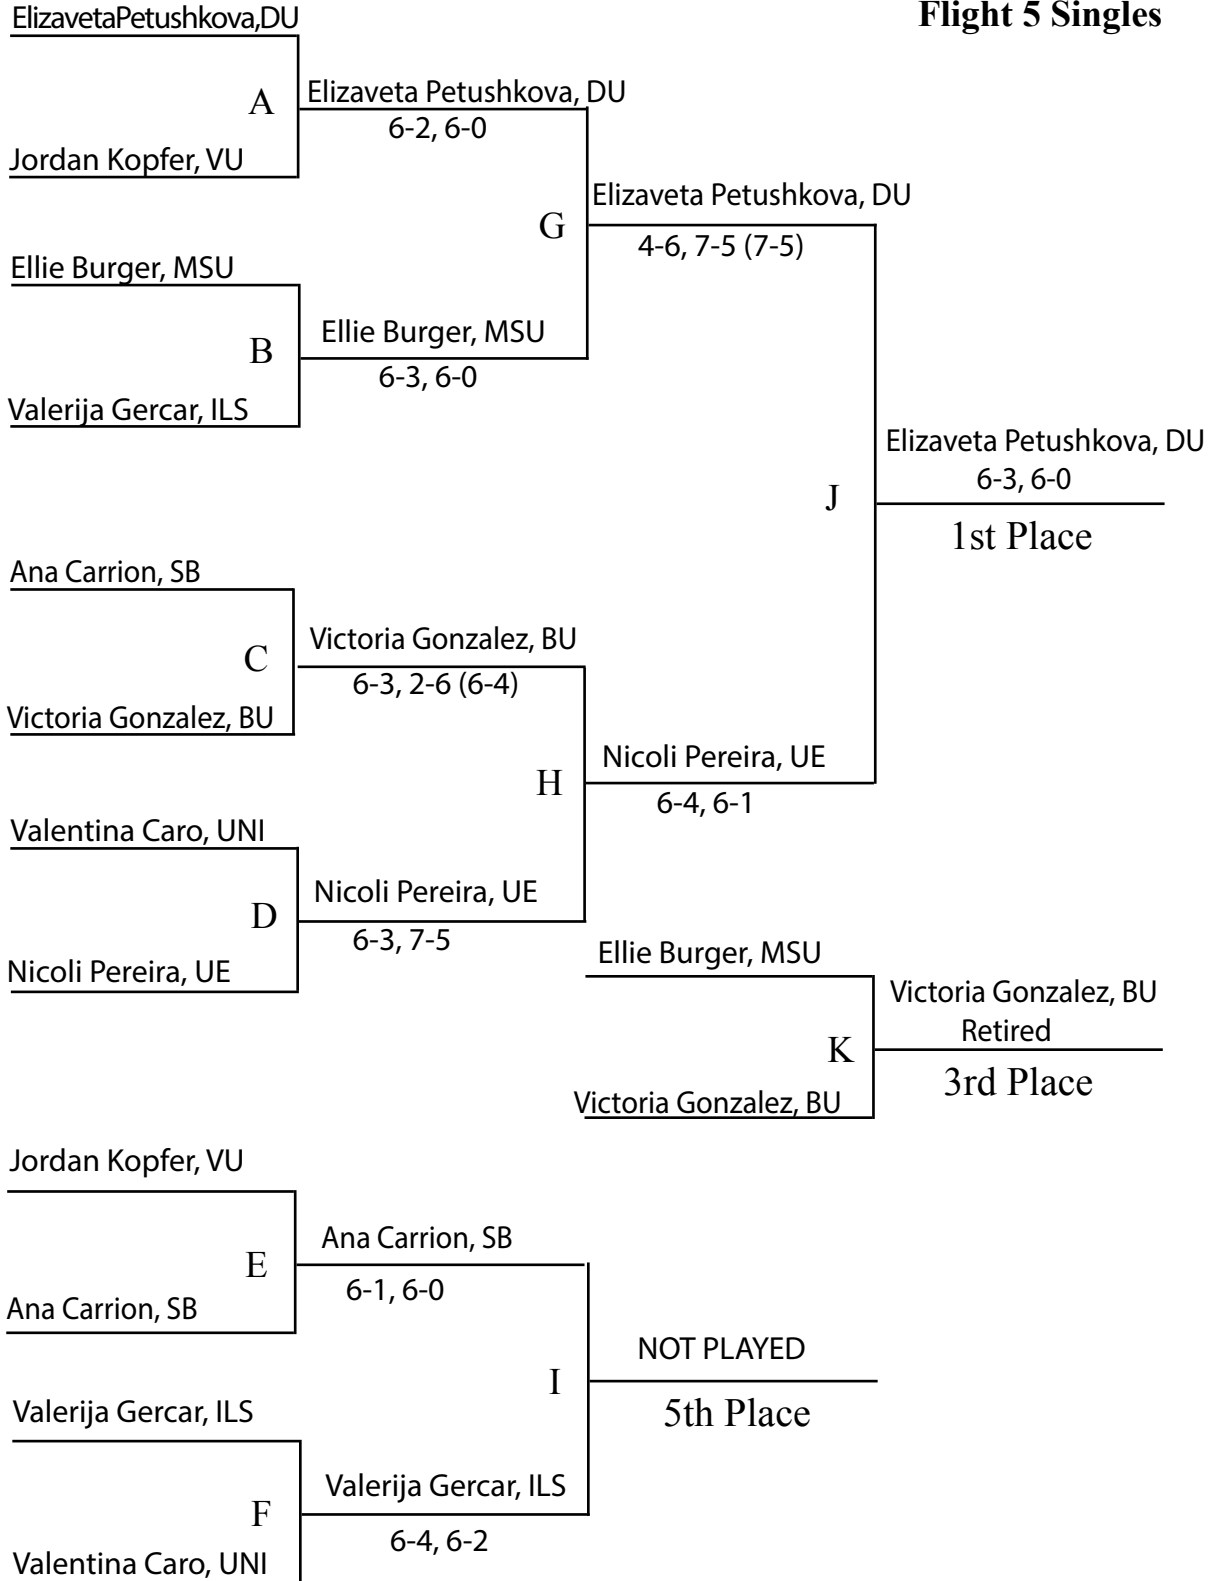 Flight 5 Singles
ElizavetaPetushkova,DU
A
Elizaveta Petushkova, DU
6-2, 6-0
Jordan Kopfer, VU
G
Elizaveta Petushkova, DU
4-6, 7-5 (7-5)
Ellie Burger, MSU
B
Ellie Burger, MSU
6-3, 6-0
Valerija Gercar, ILS
J
Elizaveta Petushkova, DU
6-3, 6-0
1st Place
Ana Carrion, SB
C
Victoria Gonzalez, BU
6-3, 2-6 (6-4)
Victoria Gonzalez, BU
H
Nicoli Pereira, UE
6-4, 6-1
Valentina Caro, UNI
D
Nicoli Pereira, UE
6-3, 7-5
Nicoli Pereira, UE
Ellie Burger, MSU
K
Victoria Gonzalez, BU
Retired
3rd Place
Victoria Gonzalez, BU
Jordan Kopfer, VU
E
Ana Carrion, SB
6-1, 6-0
Ana Carrion, SB
I
NOT PLAYED
5th Place
Valerija Gercar, ILS
F
Valerija Gercar, ILS
6-4, 6-2
Valentina Caro, UNI